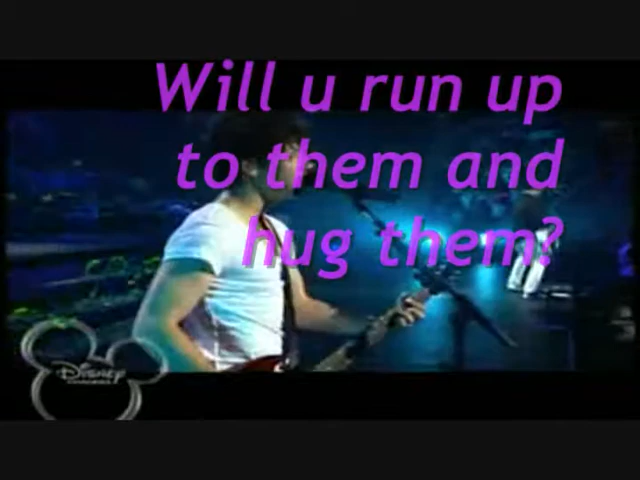 Will u run up
to them and
hug them?
Disney